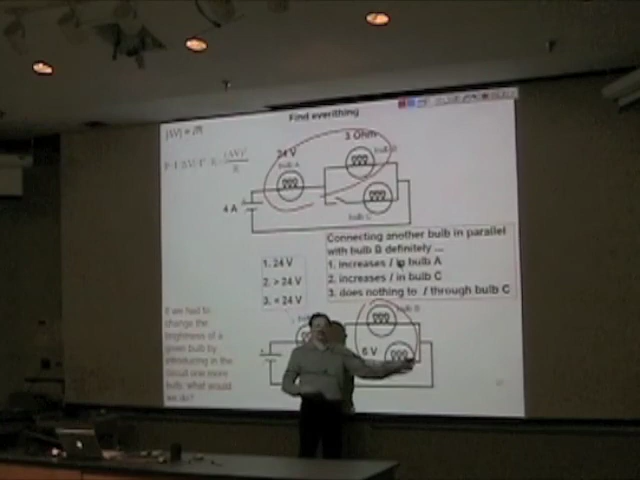 Find everything
|ΔV| = IR
24 V
3 Ohm
bulb A
bulb B
bulb C
4 A
Connecting another bulb in parallel
with bulb B definitely ...
1. increases I in bulb A
2. increases I in bulb C
3. does nothing to I through bulb C
1. 24 V
2. > 24 V
3. < 24 V
If we had to
change the
brightness of a
given bulb by
introducing in the
circuit one more
bulb, what would
we do?
6 V